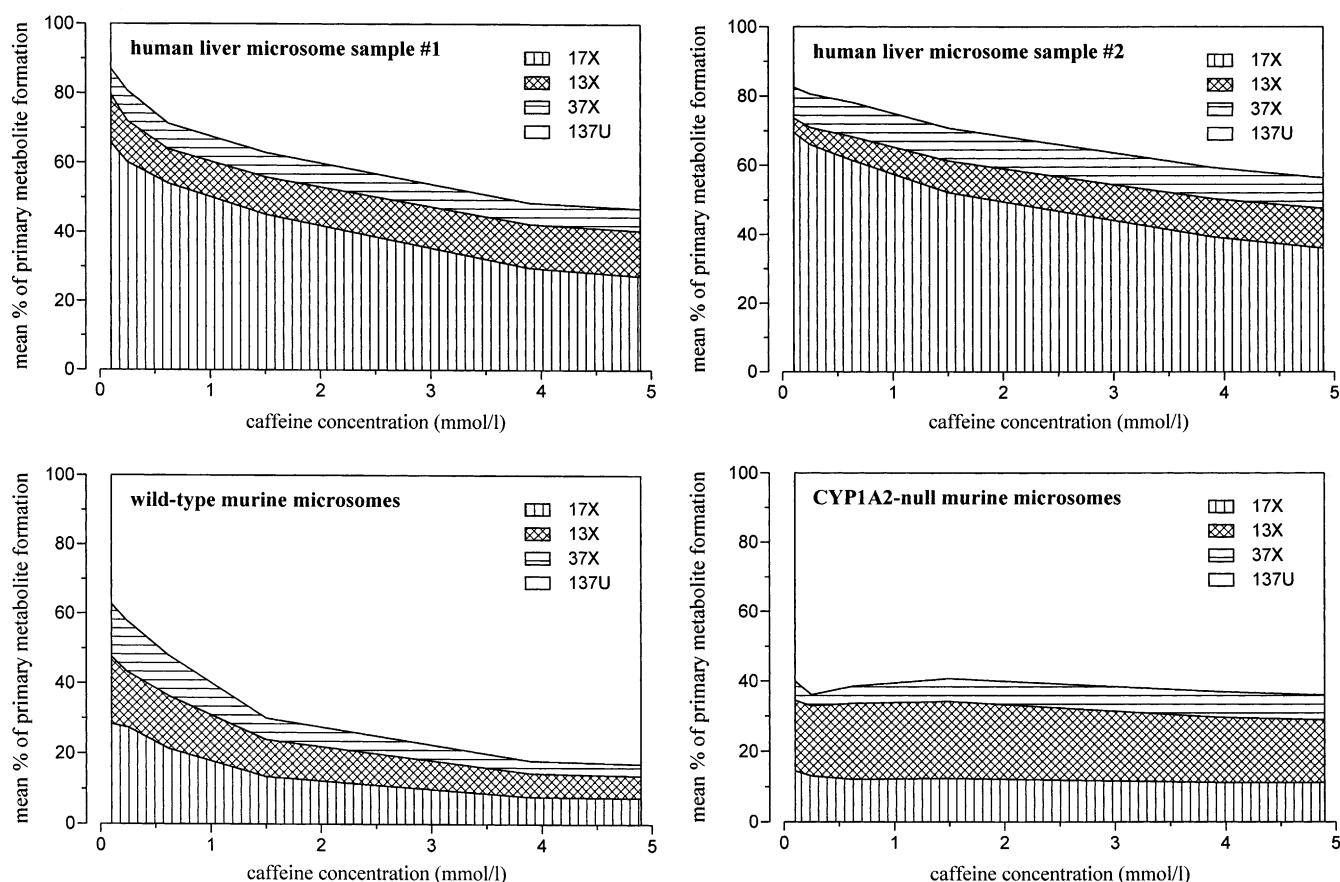 human liver microsome sample #1
17X
13X
37X
137U
mean % of primary metabolite formation
100
80
60
40
20
0
0 1 2 3 4 5
caffeine concentration (mmol/l)
human liver microsome sample #2
17X
13X
37X
137U
mean % of primary metabolite formation
100
80
60
40
20
0
0 1 2 3 4 5
caffeine concentration (mmol/l)
wild-type murine microsomes
17X
13X
37X
137U
mean % of primary metabolite formation
100
80
60
40
20
0
0 1 2 3 4 5
caffeine concentration (mmol/l)
CYP1A2-null murine microsomes
17X
13X
37X
137U
mean % of primary metabolite formation
100
80
60
40
20
0
0 1 2 3 4 5
caffeine concentration (mmol/l)